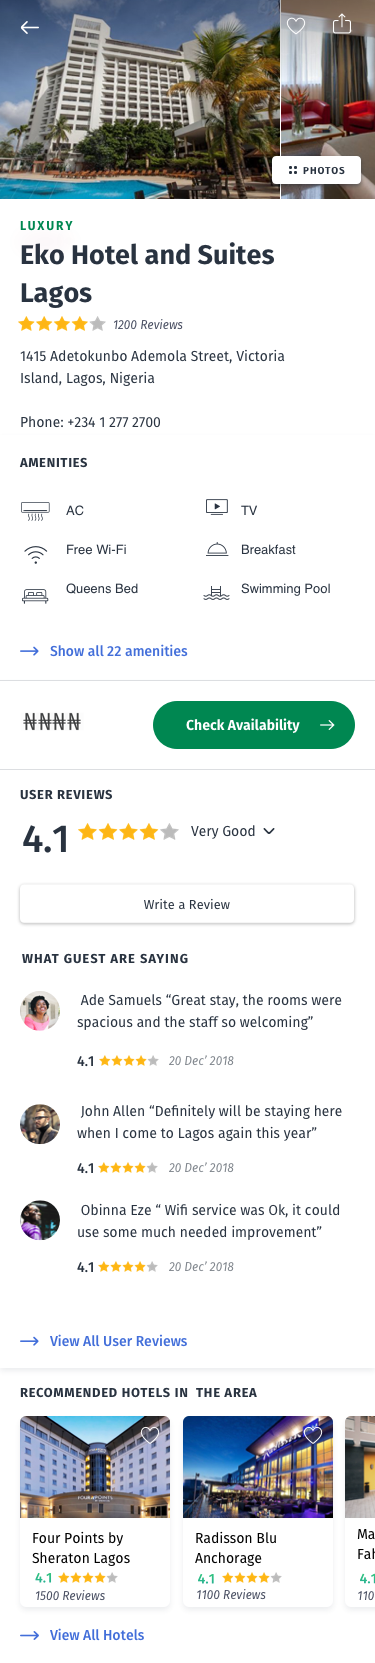 PHOTOS
LUXURY
Eko Hotel and Suites
Lagos
1200 Reviews
1415 Adetokunbo Ademola Street, Victoria
Island, Lagos, Nigeria
Phone: +234 1 277 2700
AMENITIES
AC
TV
Free Wi-Fi
Breakfast
Queens Bed
Swimming Pool
Show all 22 amenities
₦₦₦₦
Check Availability
USER REVIEWS
4.1
Very Good
Write a Review
WHAT GUEST ARE SAYING
Ade Samuels “Great stay, the rooms were
spacious and the staff so welcoming”
4.1 20 Dec’ 2018
John Allen “Definitely will be staying here
when I come to Lagos again this year”
4.1 20 Dec’ 2018
Obinna Eze “ Wifi service was Ok, it could
use some much needed improvement”
4.1 20 Dec’ 2018
View All User Reviews
RECOMMENDED HOTELS IN THE AREA
FOUR POINTS
Four Points by
Sheraton Lagos
4.1
1500 Reviews
Radisson Blu
Anchorage
4.1
1100 Reviews
Ma
Fah
4.1
110
View All Hotels